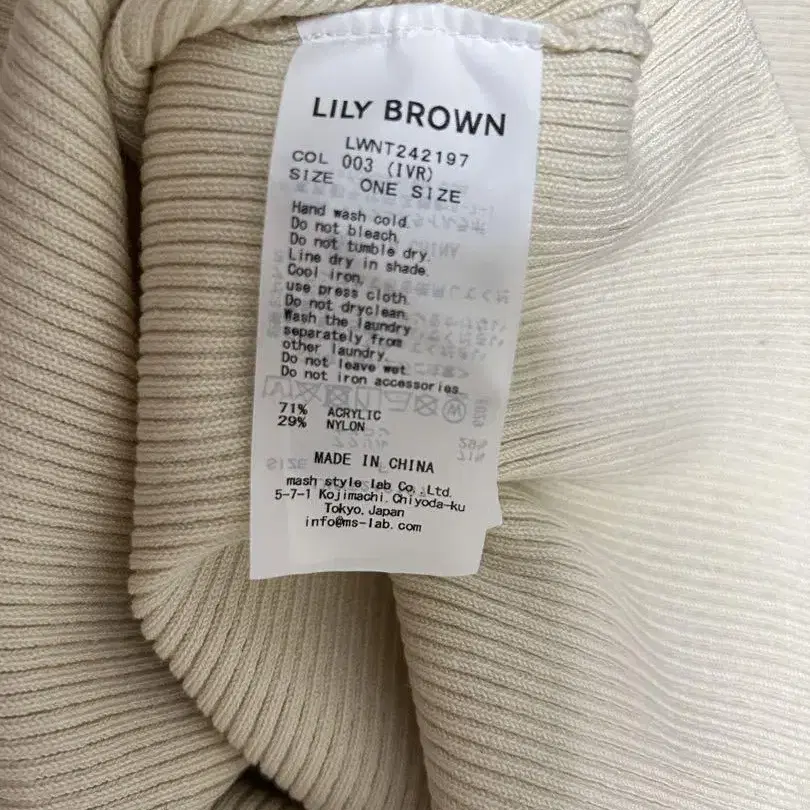 LILY BROWN
LWNT242197
COL 003 (IVR)
SIZE ONE SIZE
Hand wash cold.
Do not bleach.
Do not tumble dry.
Line dry in shade.
Cool iron,
use press cloth.
Do not dryclean.
Wash the laundry
separately from
other laundry.
Do not leave wet.
Do not iron accessories.
71% ACRYLIC
29% NYLON
MADE IN CHINA
mash style lab Co., Ltd.
5-7-1 Kojimachi, Chiyoda-ku
Tokyo, Japan
info@ms-lab.com